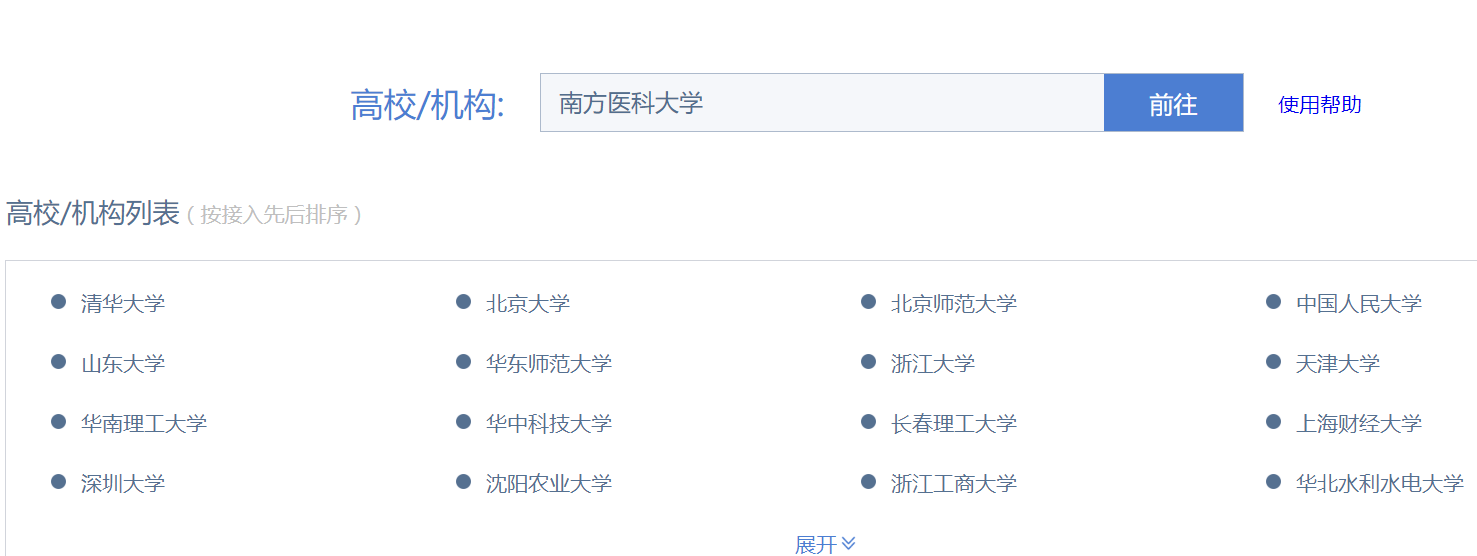 高校/机构: 南方医科大学 前往 使用帮助
高校/机构列表 ( 按接入先后排序 )
清华大学 北京大学 北京师范大学 中国人民大学
山东大学 华东师范大学 浙江大学 天津大学
华南理工大学 华中科技大学 长春理工大学 上海财经大学
深圳大学 沈阳农业大学 浙江工商大学 华北水利水电大学
展开